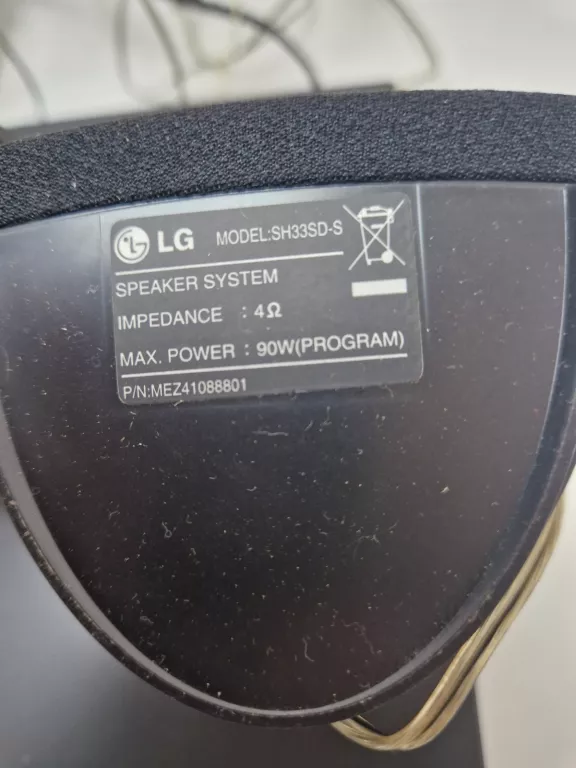 LG MODEL:SH33SD-S
SPEAKER SYSTEM
IMPEDANCE : 4Ω
MAX. POWER : 90W(PROGRAM)
P/N:MEZ41088801